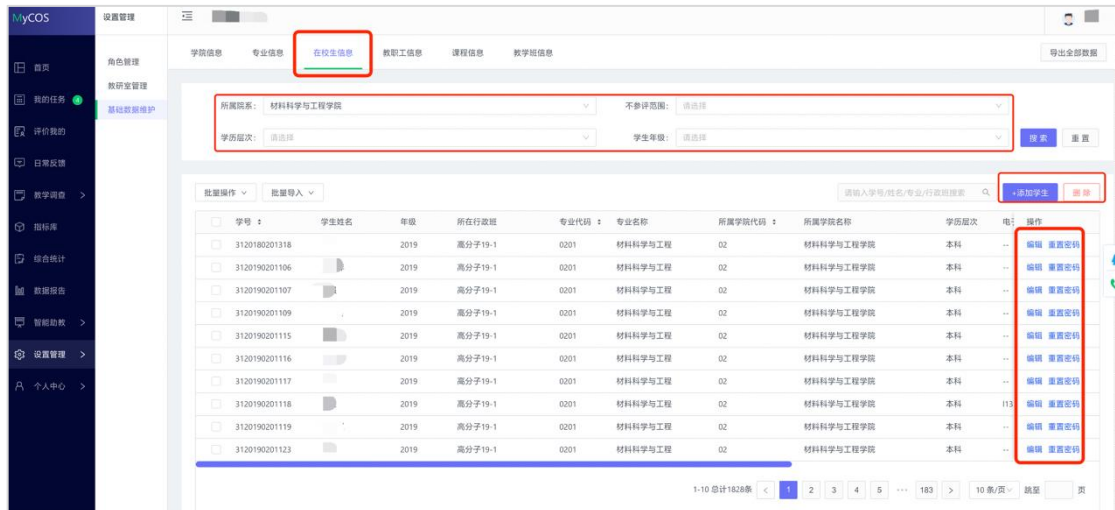 MyCOS
设置管理
学院信息 专业信息 在校生信息 教职工信息 课程信息 教学班信息 导出全部数据
首页
我的任务 4
评价我的
日常反馈
教学调查 >
指标库
综合统计
数据报告
智能助教 >
设置管理 >
个人中心 >
角色管理
教研室管理
基础数据维护
所属院系: 材料科学与工程学院 不参评范围: 请选择
学历层次: 请选择 学生年级: 请选择 搜索 重置
批量操作 批量导入 请输入学号/姓名/专业/行政班搜索 +添加学生 删除
学号 学生姓名 年级 所在行政班 专业代码 专业名称 所属学院代码 所属学院名称 学历层次 操作
3120180201318 2019 高分子19-1 0201 材料科学与工程 02 材料科学与工程学院 本科 -- 编辑 重置密码
3120190201106 2019 高分子19-1 0201 材料科学与工程 02 材料科学与工程学院 本科 -- 编辑 重置密码
3120190201107 2019 高分子19-1 0201 材料科学与工程 02 材料科学与工程学院 本科 -- 编辑 重置密码
3120190201109 2019 高分子19-1 0201 材料科学与工程 02 材料科学与工程学院 本科 -- 编辑 重置密码
3120190201115 2019 高分子19-1 0201 材料科学与工程 02 材料科学与工程学院 本科 -- 编辑 重置密码
3120190201116 2019 高分子19-1 0201 材料科学与工程 02 材料科学与工程学院 本科 -- 编辑 重置密码
3120190201117 2019 高分子19-1 0201 材料科学与工程 02 材料科学与工程学院 本科 -- 编辑 重置密码
3120190201118 2019 高分子19-1 0201 材料科学与工程 02 材料科学与工程学院 本科 编辑 重置密码
3120190201119 2019 高分子19-1 0201 材料科学与工程 02 材料科学与工程学院 本科 -- 编辑 重置密码
3120190201123 2019 高分子19-1 0201 材料科学与工程 02 材料科学与工程学院 本科 -- 编辑 重置密码
1-10 总计1828条 < 1 2 3 4 5 ··· 183 > 10 条/页 跳至 页